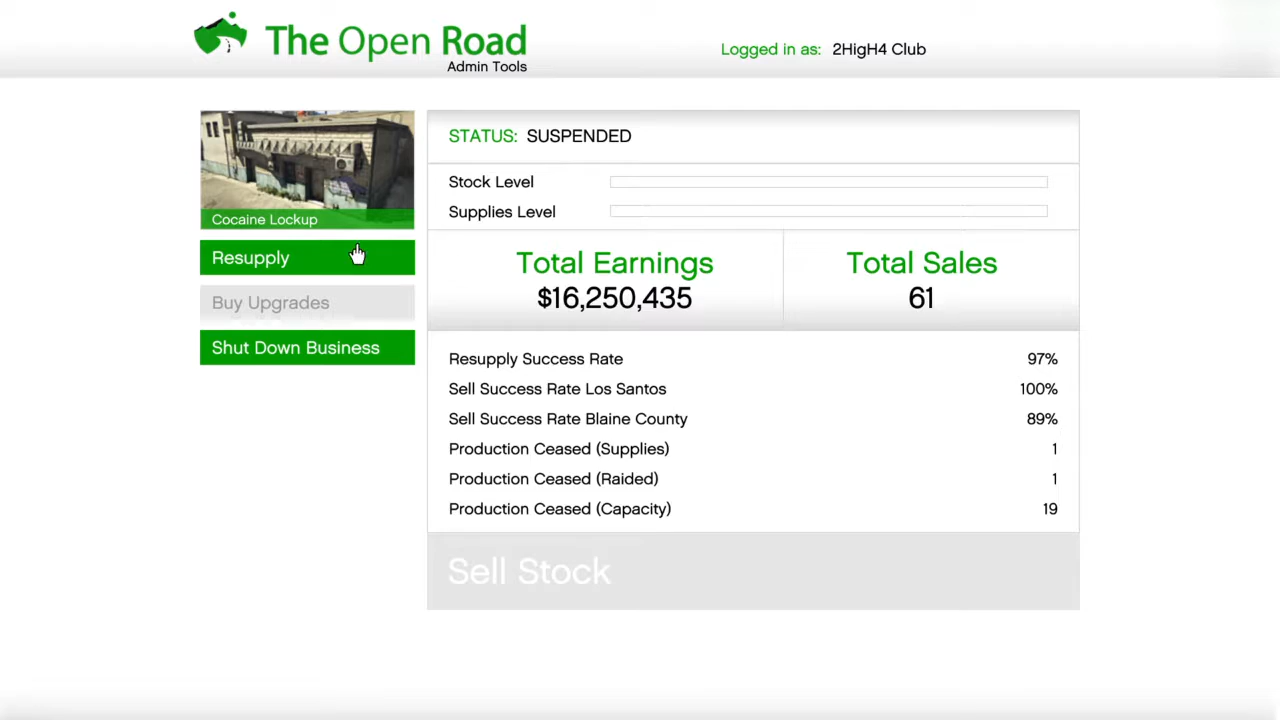 The Open Road
Admin Tools
Logged in as: 2HigH4 Club
Cocaine Lockup
Resupply
Buy Upgrades
Shut Down Business
STATUS: SUSPENDED
Stock Level
Supplies Level
Total Earnings
$16,250,435
Total Sales
61
Resupply Success Rate 97%
Sell Success Rate Los Santos 100%
Sell Success Rate Blaine County 89%
Production Ceased (Supplies) 1
Production Ceased (Raided) 1
Production Ceased (Capacity) 19
Sell Stock